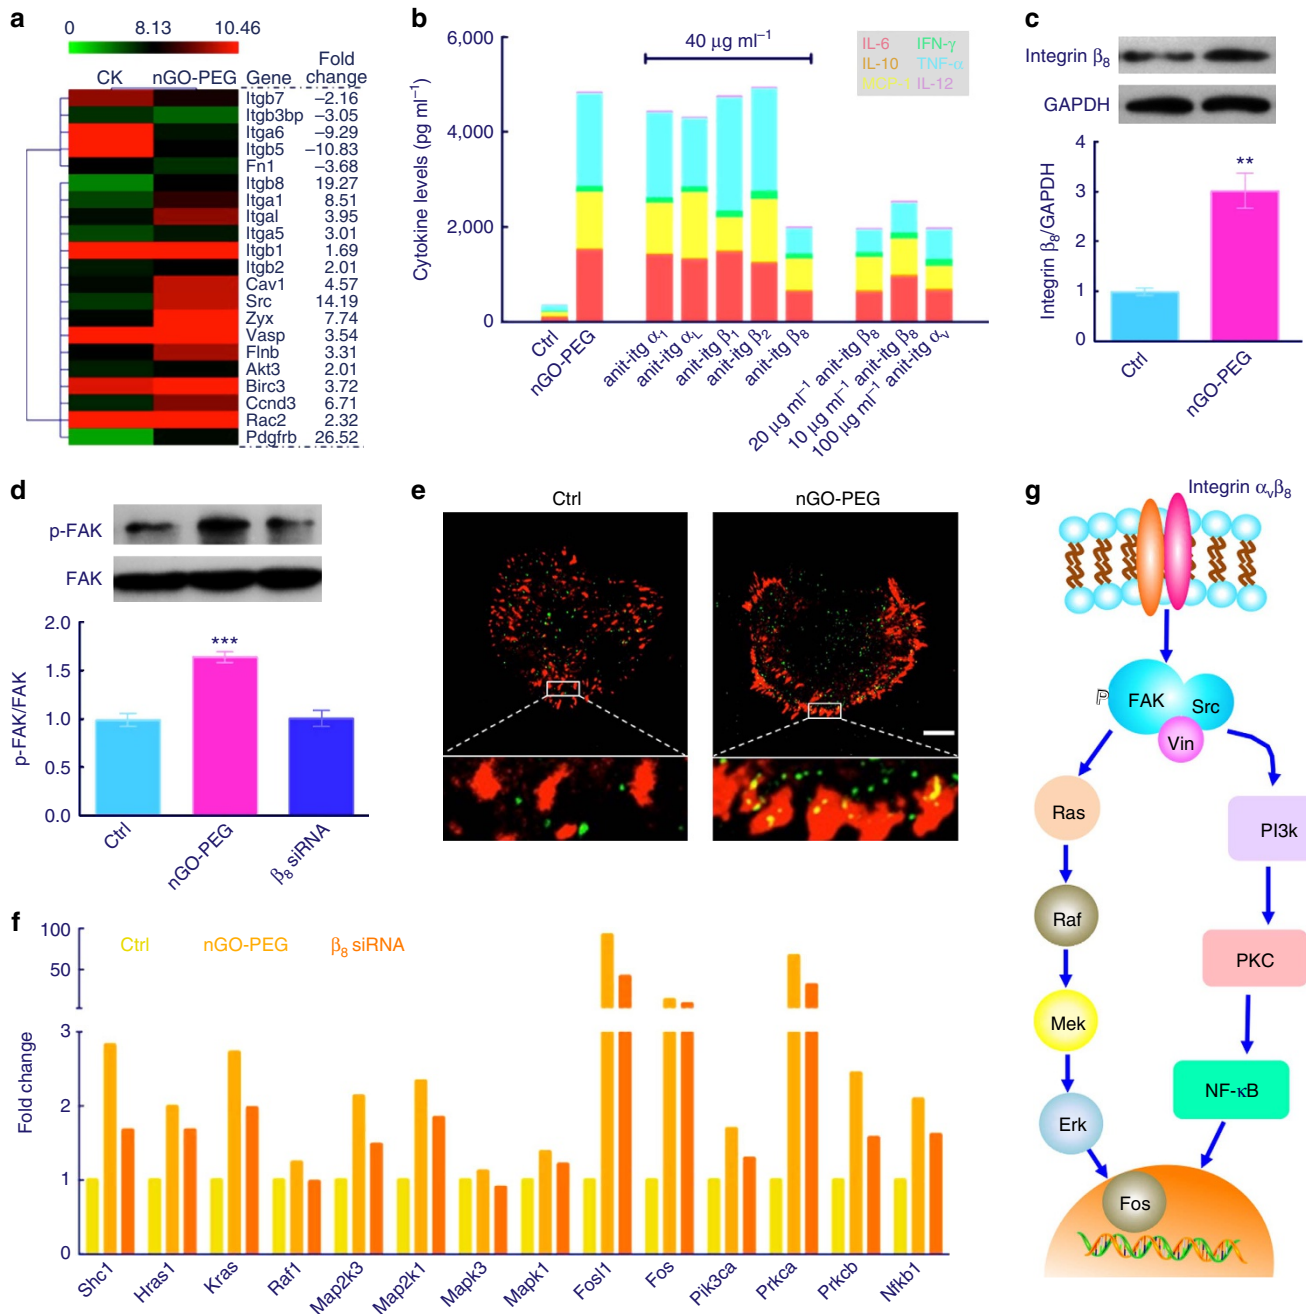 a
0 8.13 10.46
CK nGO-PEG Gene Fold change
Itgb7 –2.16
Itgb3bp –3.05
Itga6 –9.29
Itgb5 –10.83
Fn1 –3.68
Itgb8 19.27
Itga1 8.51
Itgal 3.95
Itga5 3.01
Itgb1 1.69
Itgb2 2.01
Cav1 4.57
Src 14.19
Zyx 7.74
Vasp 3.54
Flnb 3.31
Akt3 2.01
Birc3 3.72
Ccnd3 6.71
Rac2 2.32
Pdgfrb 26.52
b
Cytokine levels (pg ml⁻¹)
6,000
4,000
2,000
0
40 μg ml⁻¹
IL-6 IFN-γ
IL-10 TNF-α
MCP-1 IL-12
Ctrl
nGO-PEG
anit-itg α₁
anit-itg α_L
anit-itg β₁
anit-itg β₂
anit-itg β₈
20 μg ml⁻¹ anit-itg β₈
10 μg ml⁻¹ anit-itg β₈
100 μg ml⁻¹ anit-itg αᵥ
c
Integrin β₈
GAPDH
Integrin β₈/GAPDH
4
3
2
1
0
**
Ctrl
nGO-PEG
d
p-FAK
FAK
p-FAK/FAK
2.0
1.5
1.0
0.5
0.0
***
Ctrl
nGO-PEG
β₈ siRNA
e
Ctrl nGO-PEG
f
Fold change
100
50
3
2
1
0
Ctrl nGO-PEG β₈ siRNA
Shc1
Hras1
Kras
Raf1
Map2k3
Map2k1
Mapk3
Mapk1
Fosl1
Fos
Pik3ca
Prkca
Prkcb
Nfkb1
g
Integrin αᵥβ₈
P
FAK
Src
Vin
Ras
PI3k
Raf
PKC
Mek
NF-κB
Erk
Fos